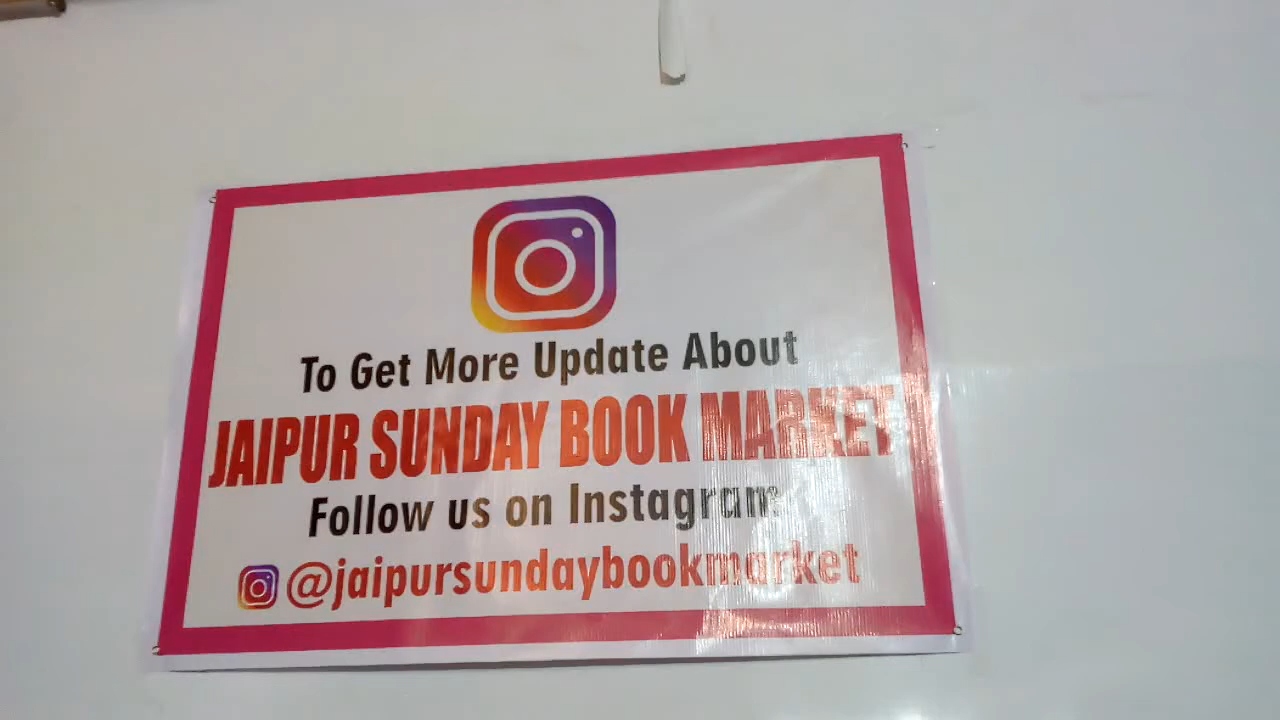 To Get More Update About
JAIPUR SUNDAY BOOK MARKET
Follow us on Instagram
@jaipursundaybookmarket